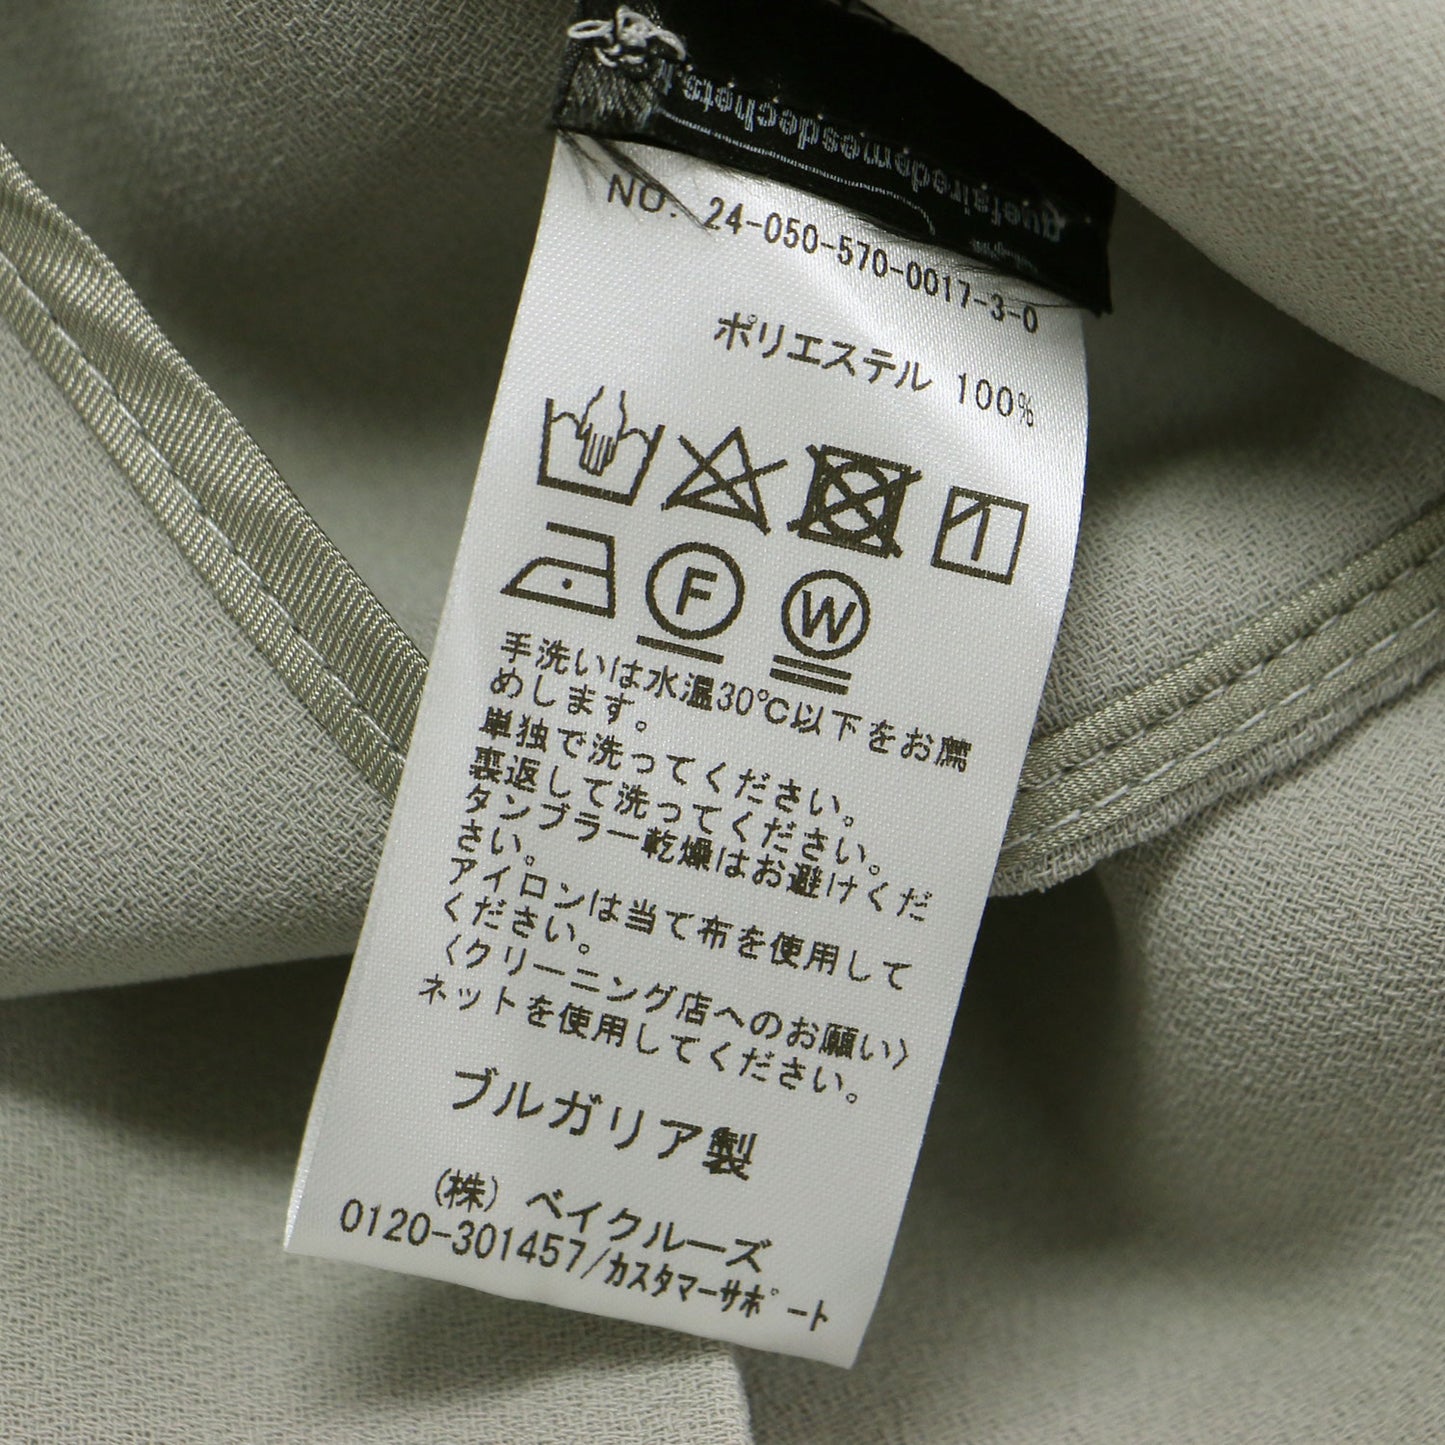 quefairedemesdechets.f
NO. 24-050-570-0017-3-0
ポリエステル 100%
F W
手洗いは水温30℃以下をお薦
めします。
単独で洗ってください。
裏返して洗ってください。
タンブラー乾燥はお避けくだ
さい。
アイロンは当て布を使用して
ください。
〈クリーニング店へのお願い〉
ネットを使用してください。
ブルガリア製
(株) ベイクルーズ
0120-301457/カスタマーサポート